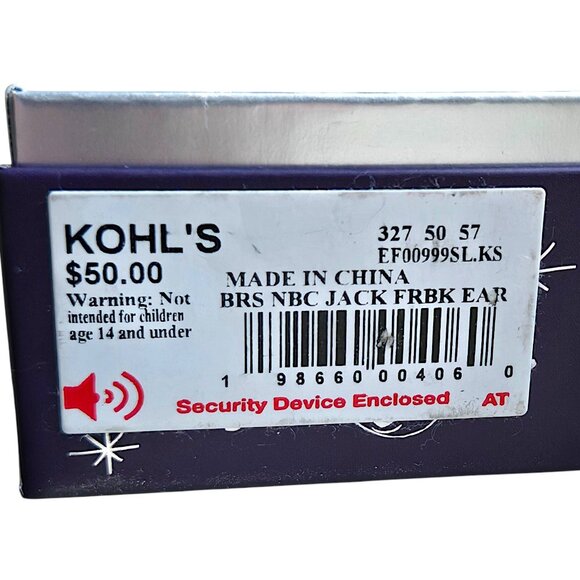 KOHL'S
$50.00
Warning: Not
intended for children
age 14 and under
327 50 57
EF00999SL.KS
MADE IN CHINA
BRS NBC JACK FRBK EAR
1 98660 00406 0
Security Device Enclosed AT